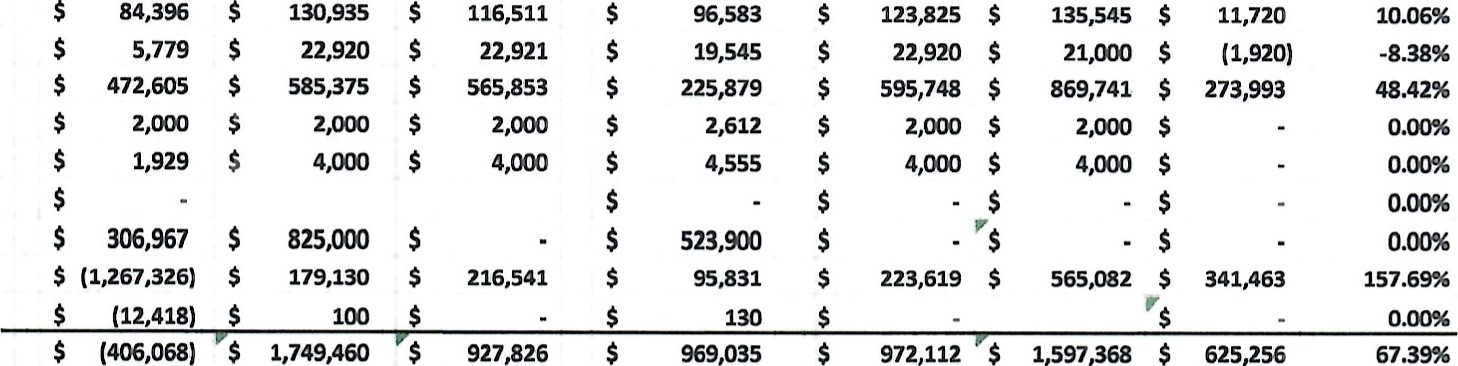 $ 84,396 $ 130,935 $ 116,511 $ 96,583 $ 123,825 $ 135,545 $ 11,720 10.06%
$ 5,779 $ 22,920 $ 22,921 $ 19,545 $ 22,920 $ 21,000 $ (1,920) -8.38%
$ 472,605 $ 585,375 $ 565,853 $ 225,879 $ 595,748 $ 869,741 $ 273,993 48.42%
$ 2,000 $ 2,000 $ 2,000 $ 2,612 $ 2,000 $ 2,000 $ - 0.00%
$ 1,929 $ 4,000 $ 4,000 $ 4,555 $ 4,000 $ 4,000 $ - 0.00%
$ - $ - $ - $ - $ - 0.00%
$ 306,967 $ 825,000 $ - $ 523,900 $ - $ - $ - 0.00%
$ (1,267,326) $ 179,130 $ 216,541 $ 95,831 $ 223,619 $ 565,082 $ 341,463 157.69%
$ (12,418) $ 100 $ - $ 130 $ - $ - 0.00%
$ (406,068) $ 1,749,460 $ 927,826 $ 969,035 $ 972,112 $ 1,597,368 $ 625,256 67.39%